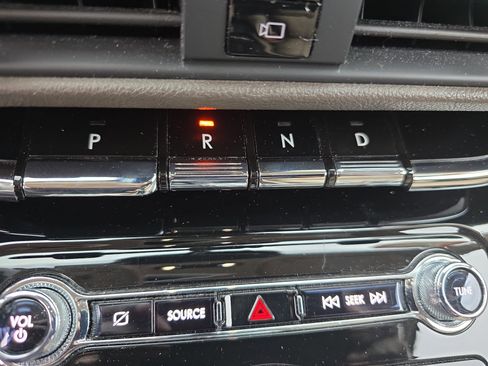 P R N D
VOL SOURCE SEEK TUNE